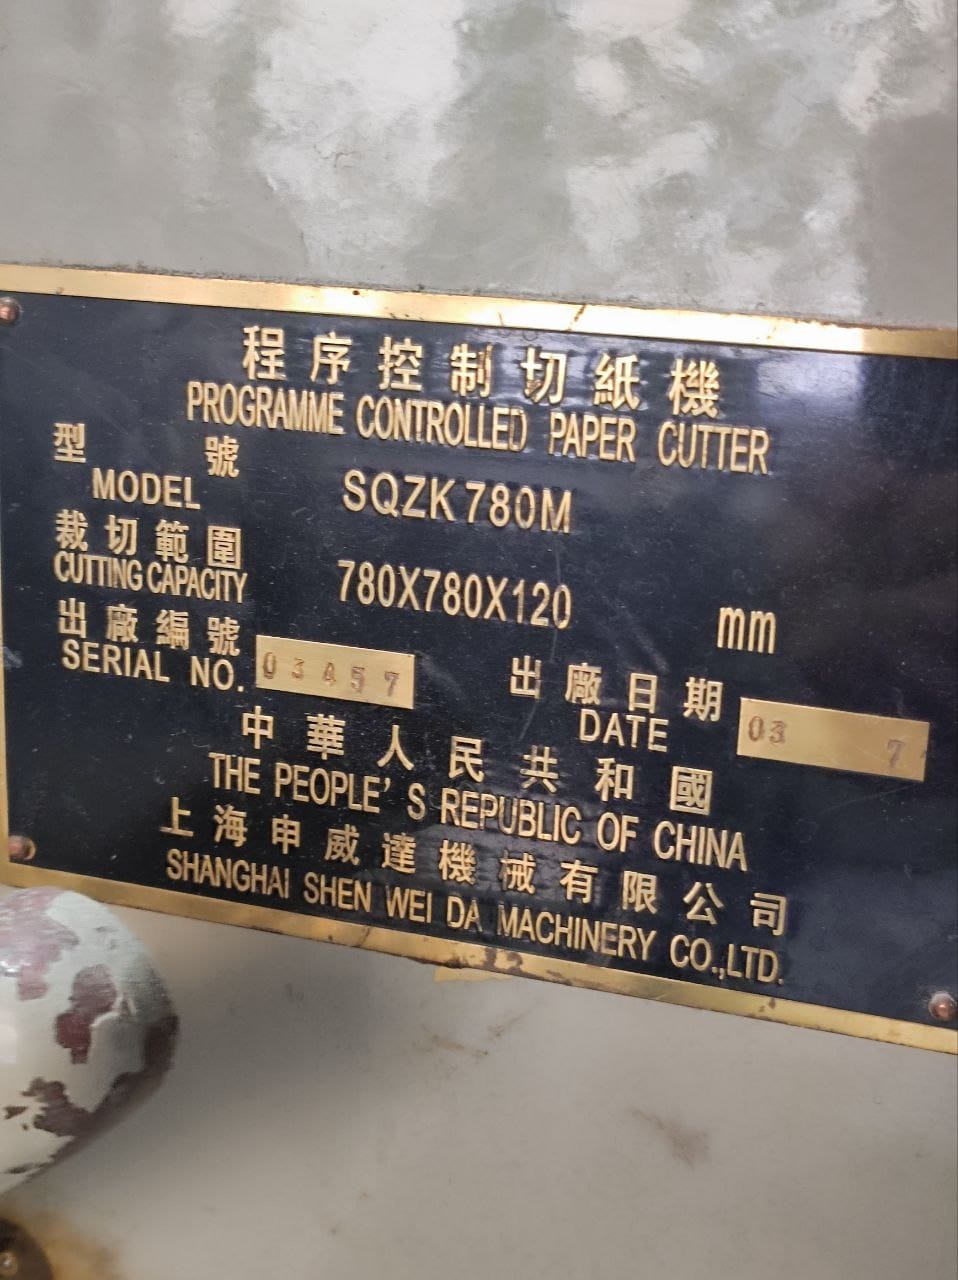 程序控制切紙機
PROGRAMME CONTROLLED PAPER CUTTER
型 號
MODEL SQZK780M
裁切範圍
CUTTING CAPACITY 780X780X120 mm
出廠編號 出廠日期
SERIAL NO. 03457 DATE 03 7
中華人民共和國
THE PEOPLE'S REPUBLIC OF CHINA
上海申威達機械有限公司
SHANGHAI SHEN WEI DA MACHINERY CO.,LTD.